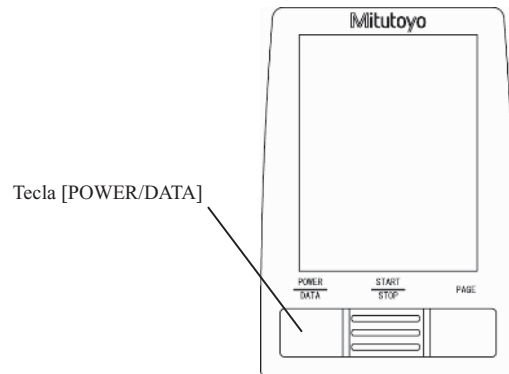 Mitutoyo
Tecla [POWER/DATA]
POWER
DATA
START
STOP
PAGE